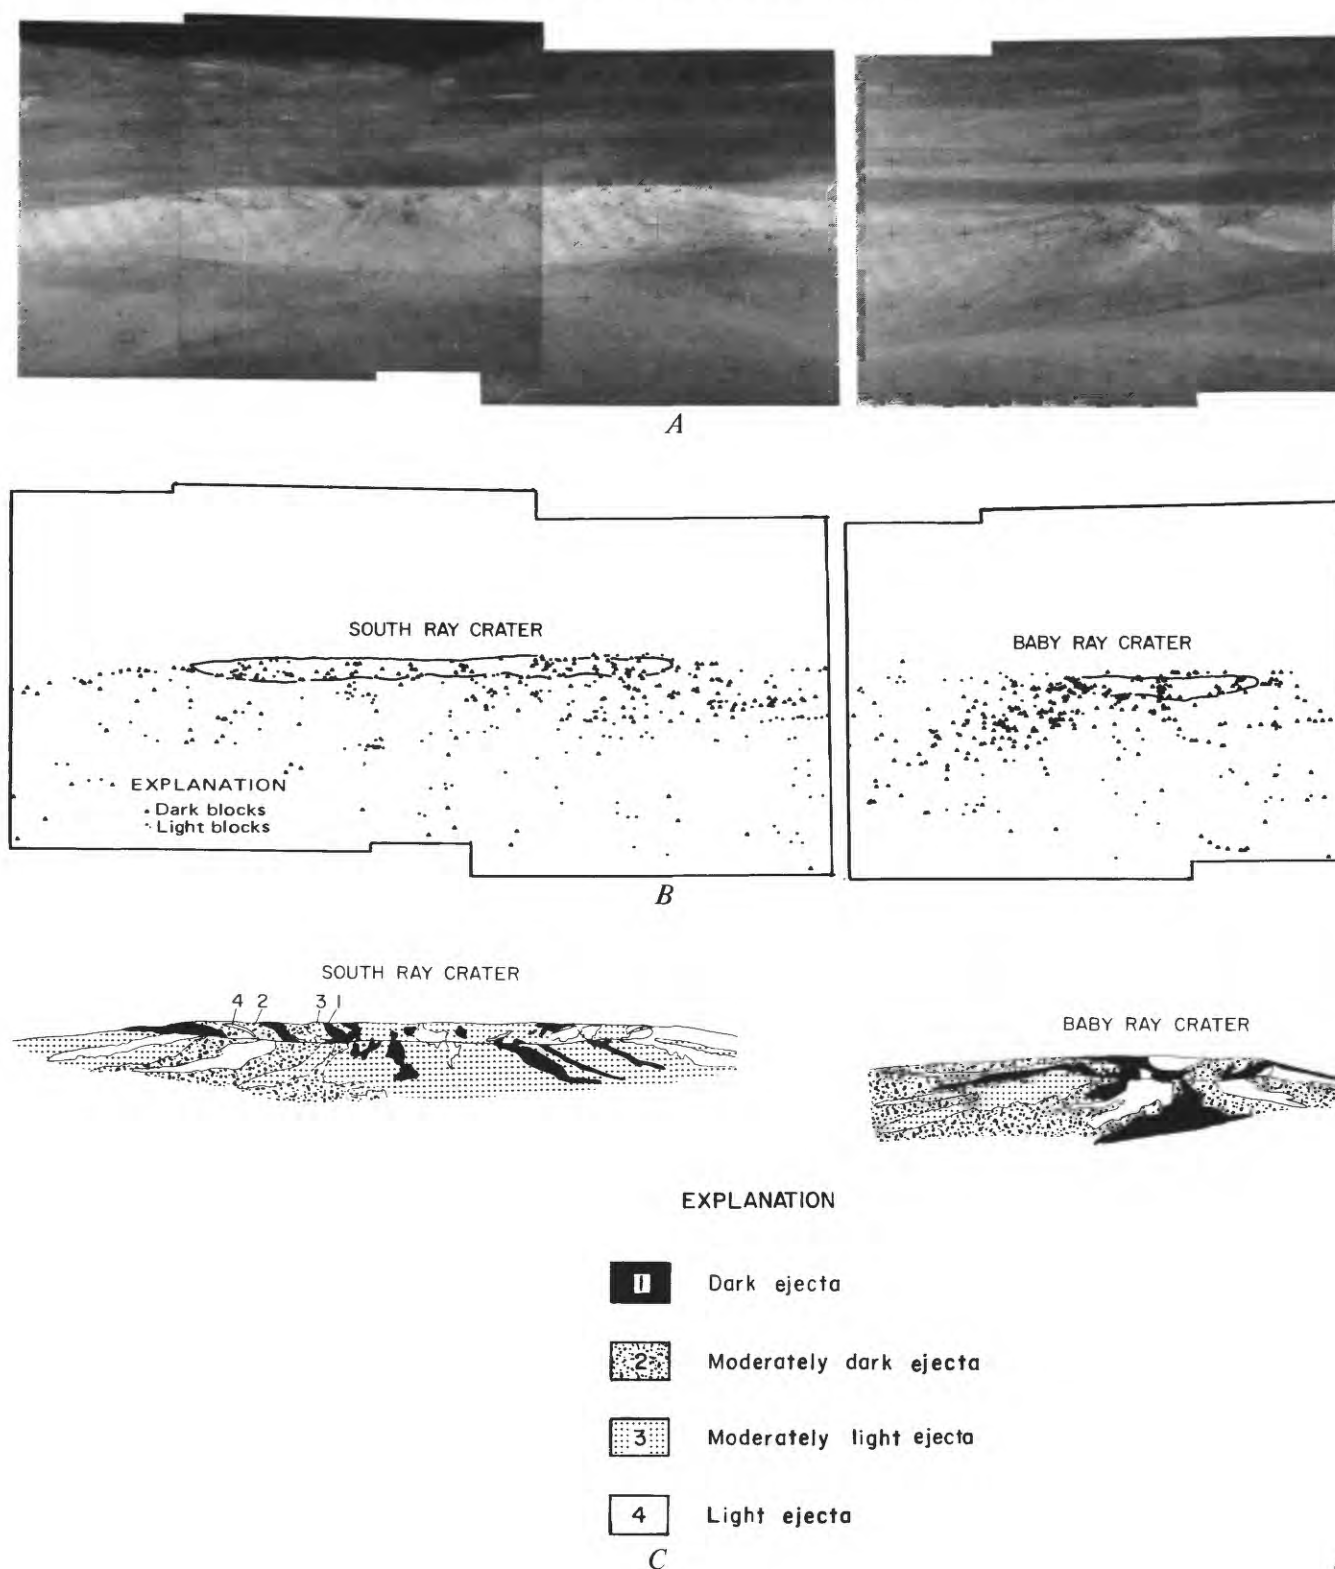 A
SOUTH RAY CRATER
BABY RAY CRATER
EXPLANATION
Dark blocks
Light blocks
B
SOUTH RAY CRATER
4 2 3 1
BABY RAY CRATER
EXPLANATION
1 Dark ejecta
2 Moderately dark ejecta
3 Moderately light ejecta
4 Light ejecta
C